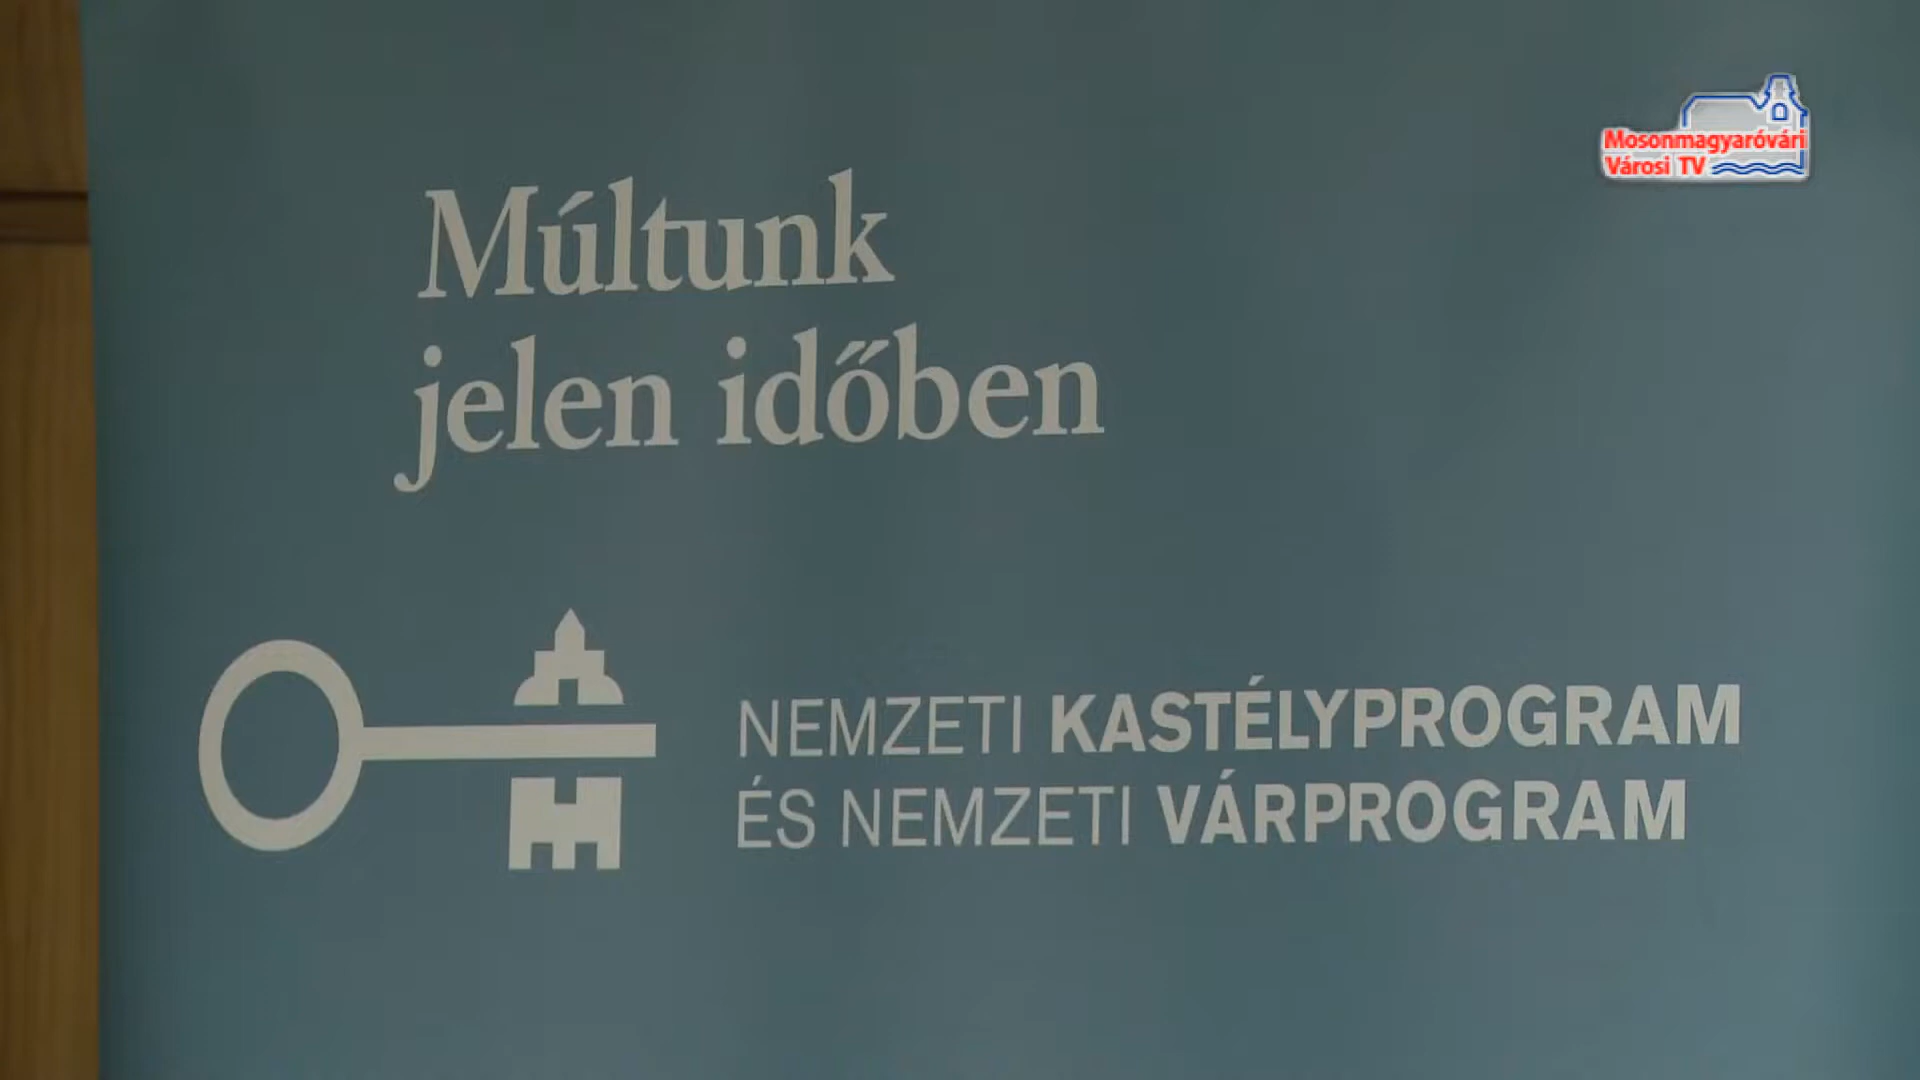 Mosonmagyaróvári
Városi TV
Múltunk
jelen időben
NEMZETI KASTÉLYPROGRAM
ÉS NEMZETI VÁRPROGRAM